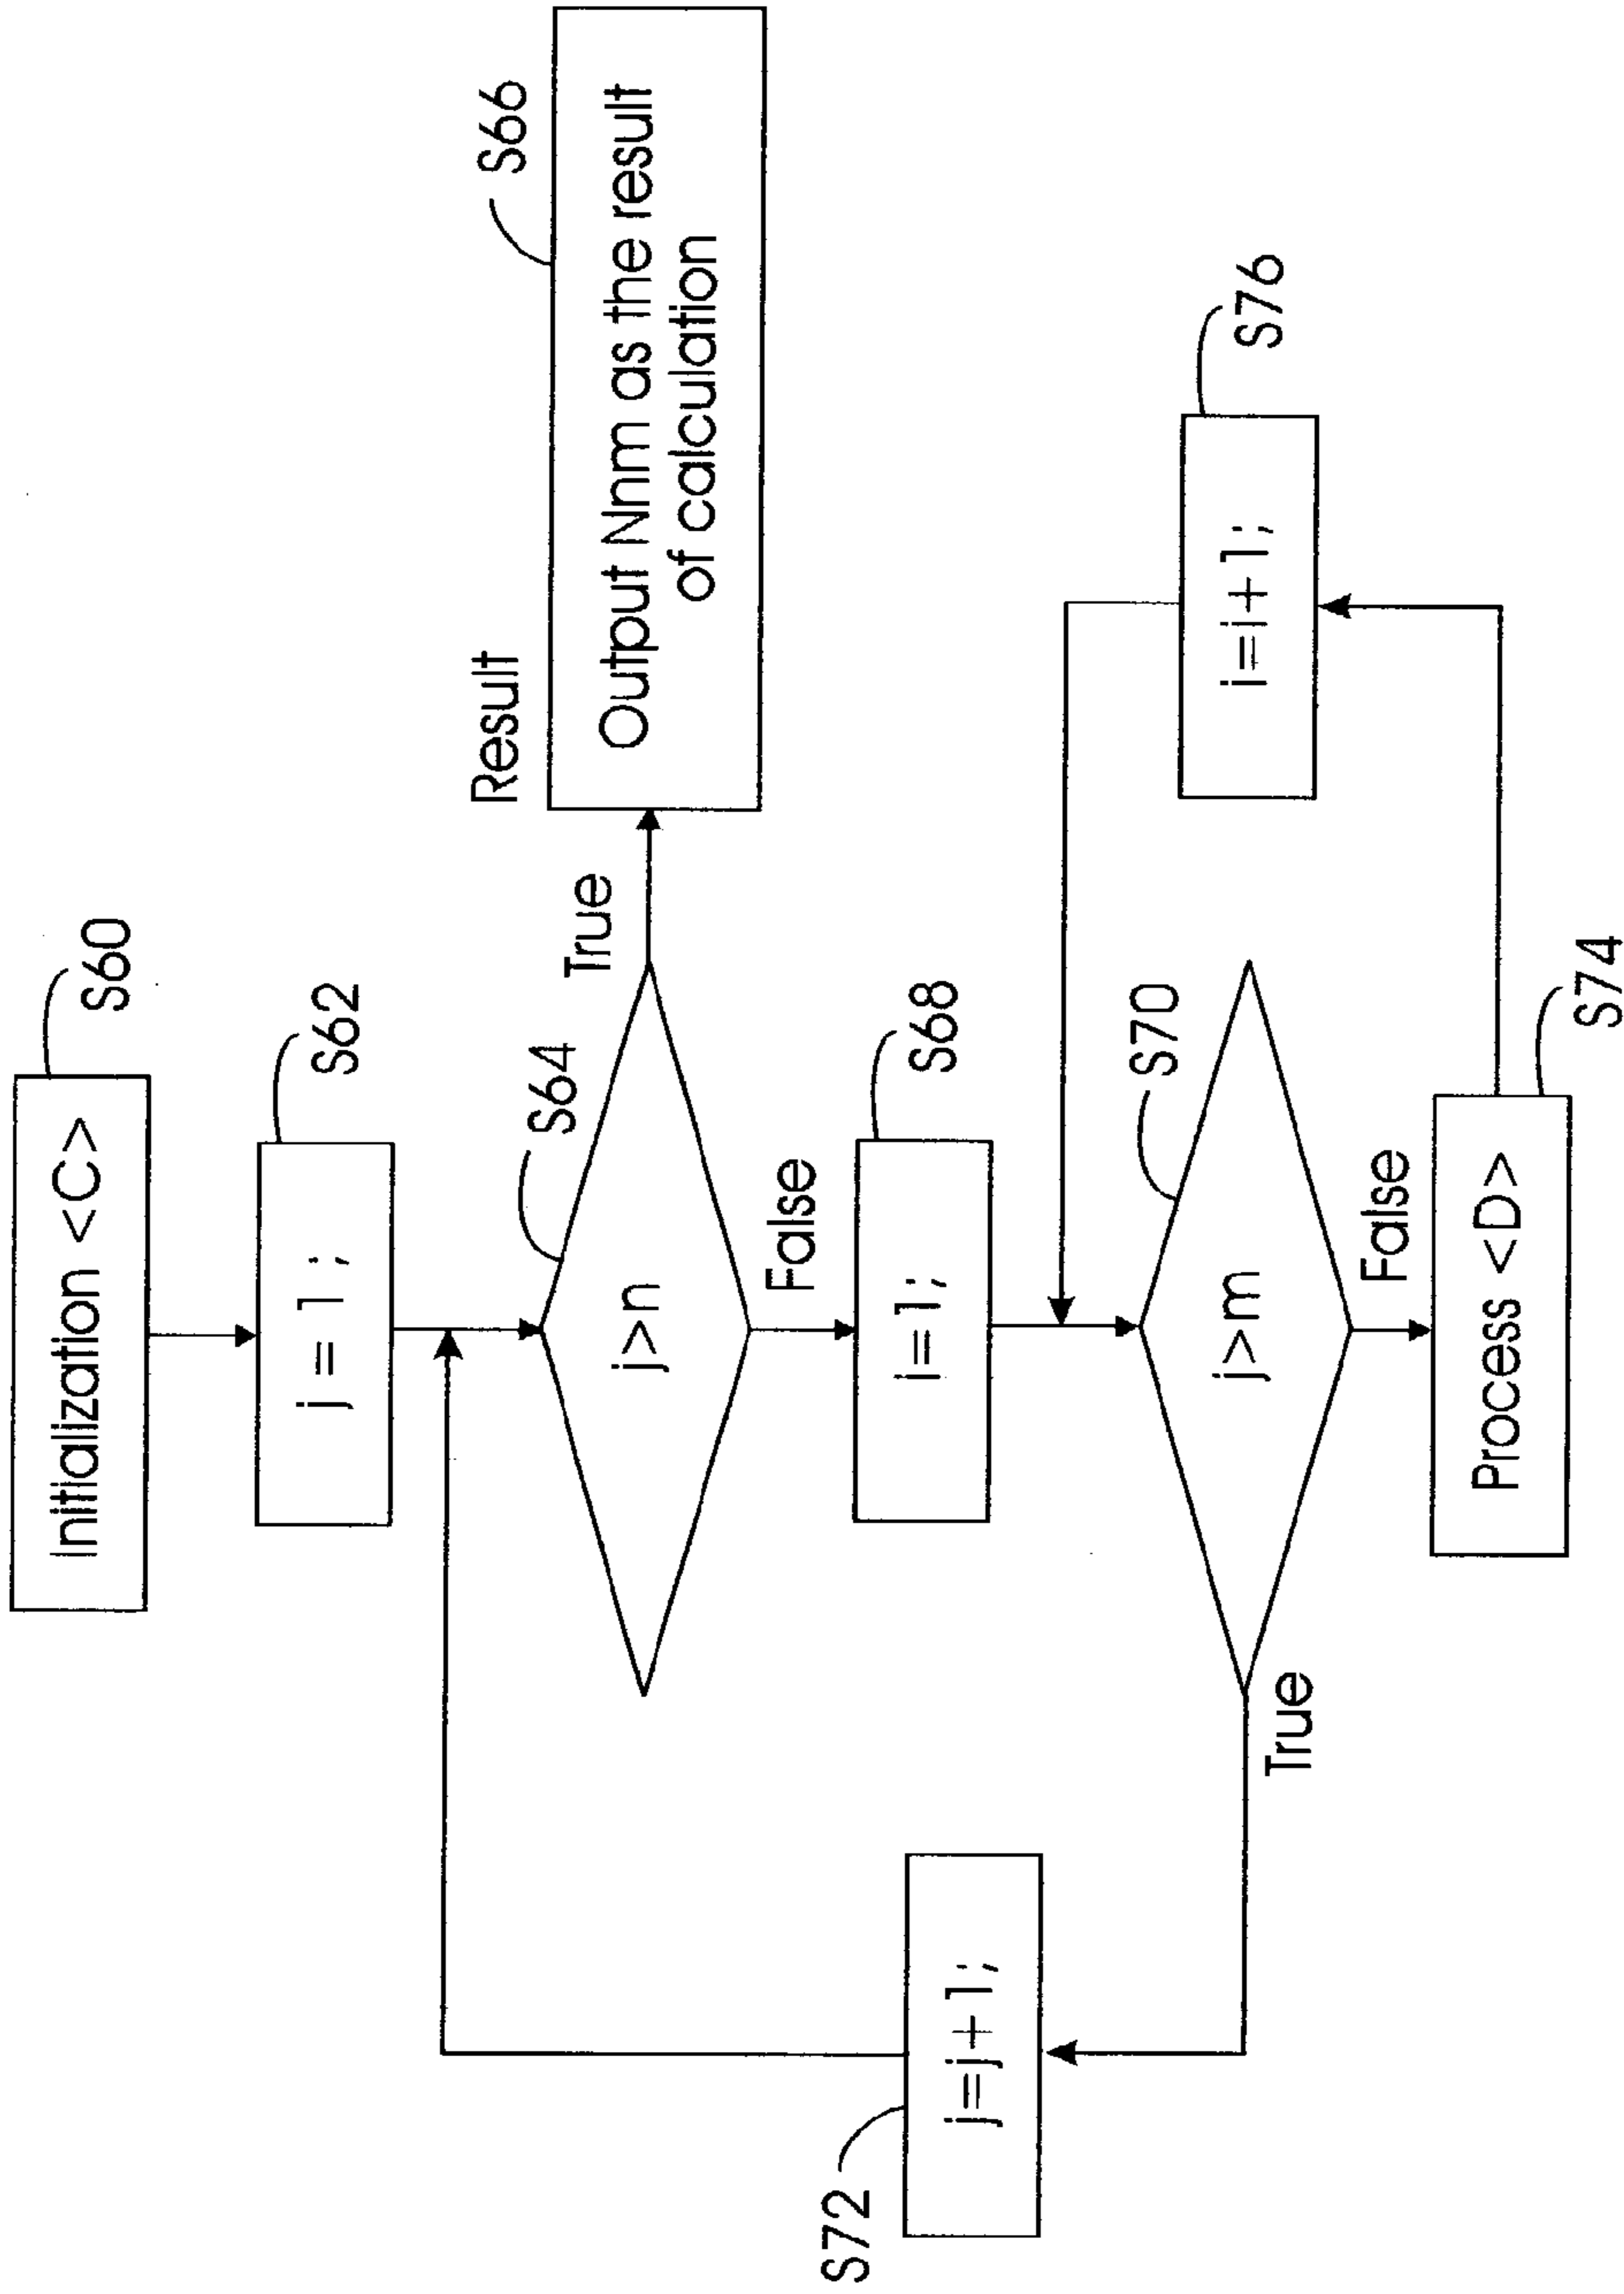 Initialization <C>
S60
j = 1 ;
S62
S64
j>n
True
Result
S66
Output Nnm as the result
of calculation
False
i=1;
S68
S70
j>m
True
False
S72
j=j+1;
Process <D>
S74
i=i+1;
S76